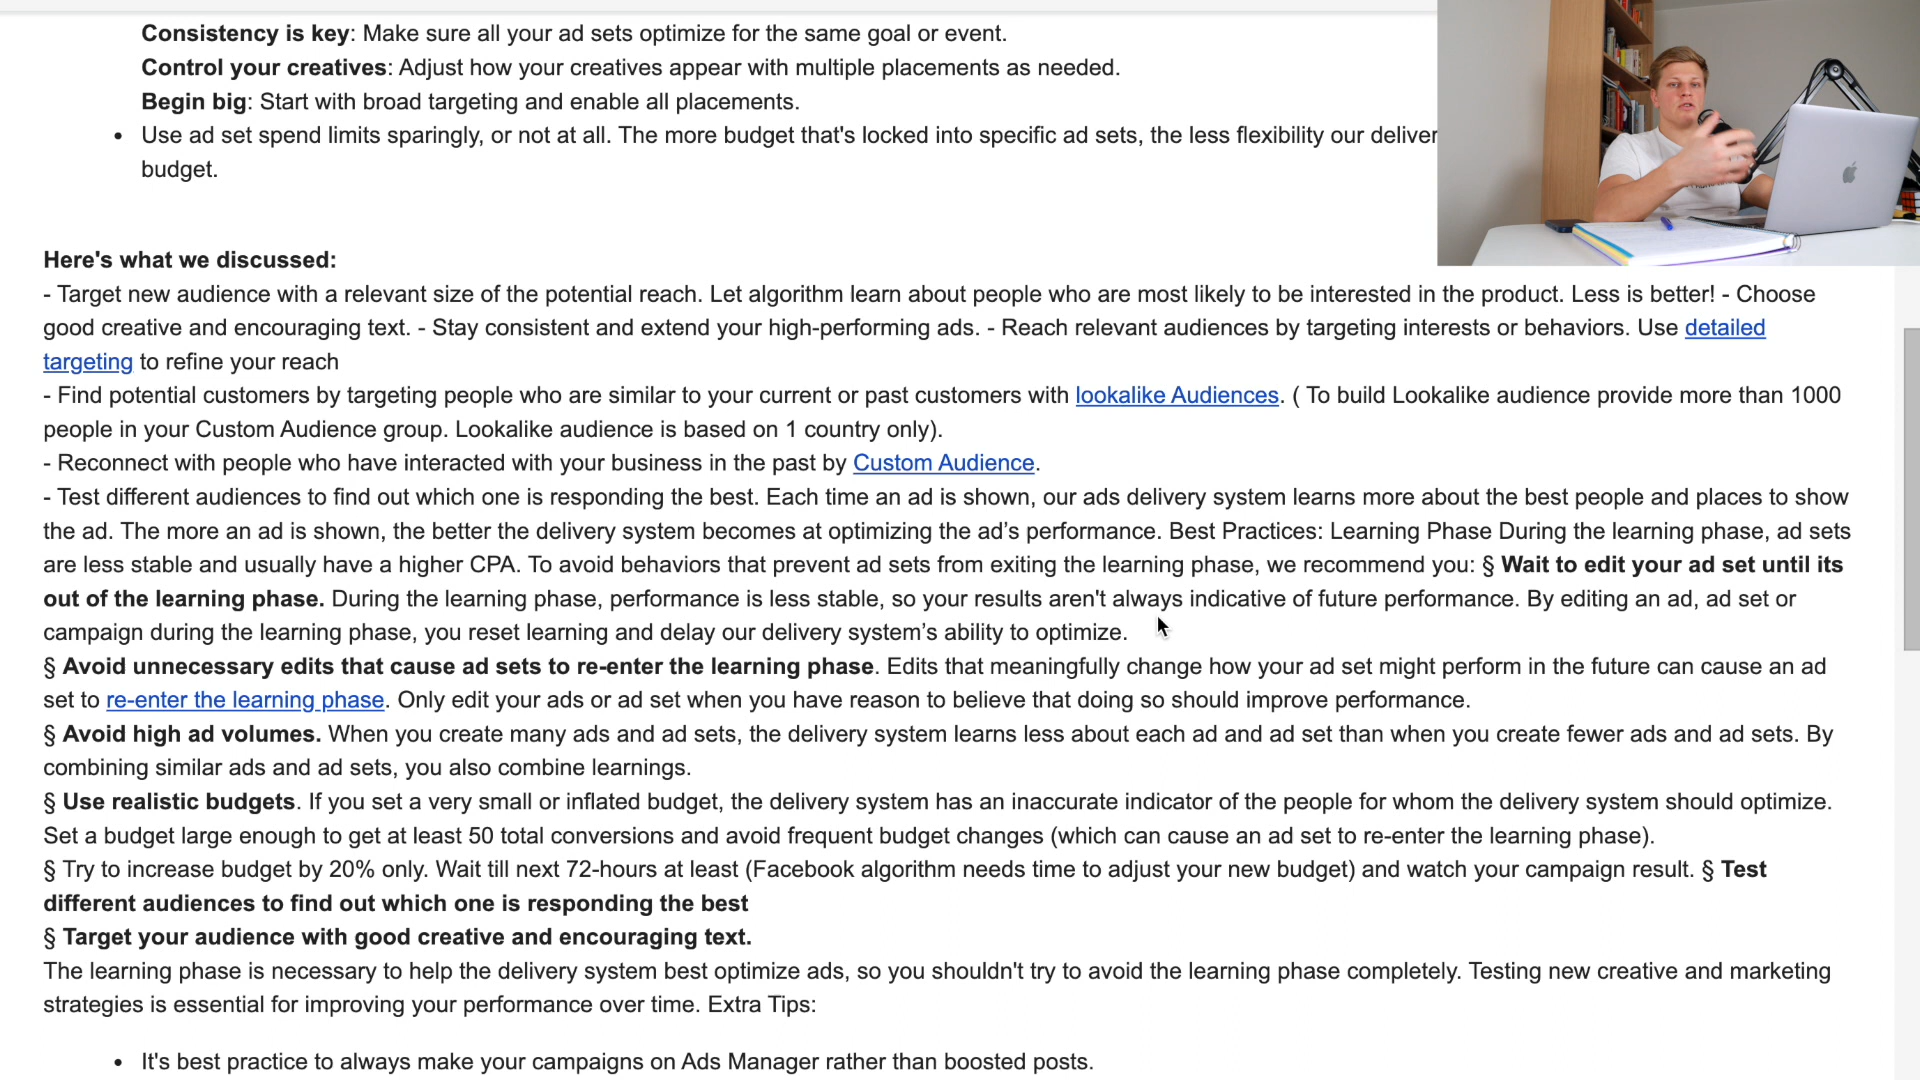 Consistency is key: Make sure all your ad sets optimize for the same goal or event.
Control your creatives: Adjust how your creatives appear with multiple placements as needed.
Begin big: Start with broad targeting and enable all placements.
• Use ad set spend limits sparingly, or not at all. The more budget that's locked into specific ad sets, the less flexibility our deliver
budget.
Here's what we discussed:
- Target new audience with a relevant size of the potential reach. Let algorithm learn about people who are most likely to be interested in the product. Less is better! - Choose
good creative and encouraging text. - Stay consistent and extend your high-performing ads. - Reach relevant audiences by targeting interests or behaviors. Use detailed
targeting to refine your reach
- Find potential customers by targeting people who are similar to your current or past customers with lookalike Audiences. ( To build Lookalike audience provide more than 1000
people in your Custom Audience group. Lookalike audience is based on 1 country only).
- Reconnect with people who have interacted with your business in the past by Custom Audience.
- Test different audiences to find out which one is responding the best. Each time an ad is shown, our ads delivery system learns more about the best people and places to show
the ad. The more an ad is shown, the better the delivery system becomes at optimizing the ad’s performance. Best Practices: Learning Phase During the learning phase, ad sets
are less stable and usually have a higher CPA. To avoid behaviors that prevent ad sets from exiting the learning phase, we recommend you: § Wait to edit your ad set until its
out of the learning phase. During the learning phase, performance is less stable, so your results aren't always indicative of future performance. By editing an ad, ad set or
campaign during the learning phase, you reset learning and delay our delivery system’s ability to optimize.
§ Avoid unnecessary edits that cause ad sets to re-enter the learning phase. Edits that meaningfully change how your ad set might perform in the future can cause an ad
set to re-enter the learning phase. Only edit your ads or ad set when you have reason to believe that doing so should improve performance.
§ Avoid high ad volumes. When you create many ads and ad sets, the delivery system learns less about each ad and ad set than when you create fewer ads and ad sets. By
combining similar ads and ad sets, you also combine learnings.
§ Use realistic budgets. If you set a very small or inflated budget, the delivery system has an inaccurate indicator of the people for whom the delivery system should optimize.
Set a budget large enough to get at least 50 total conversions and avoid frequent budget changes (which can cause an ad set to re-enter the learning phase).
§ Try to increase budget by 20% only. Wait till next 72-hours at least (Facebook algorithm needs time to adjust your new budget) and watch your campaign result. § Test
different audiences to find out which one is responding the best
§ Target your audience with good creative and encouraging text.
The learning phase is necessary to help the delivery system best optimize ads, so you shouldn't try to avoid the learning phase completely. Testing new creative and marketing
strategies is essential for improving your performance over time. Extra Tips:
• It's best practice to always make your campaigns on Ads Manager rather than boosted posts.